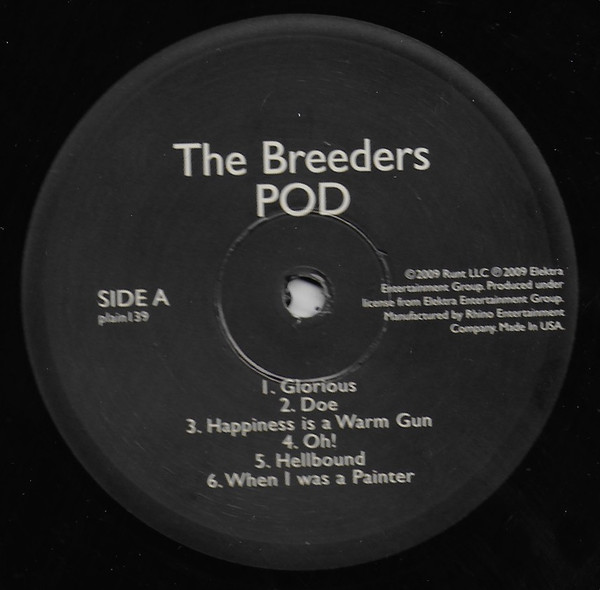 The Breeders
POD
SIDE A
plain139
©2009 Runt LLC ℗2009 Elektra
Entertainment Group. Produced under
license from Elektra Entertainment Group.
Manufactured by Rhino Entertainment
Company. Made In USA.
1. Glorious
2. Doe
3. Happiness is a Warm Gun
4. Oh!
5. Hellbound
6. When I was a Painter